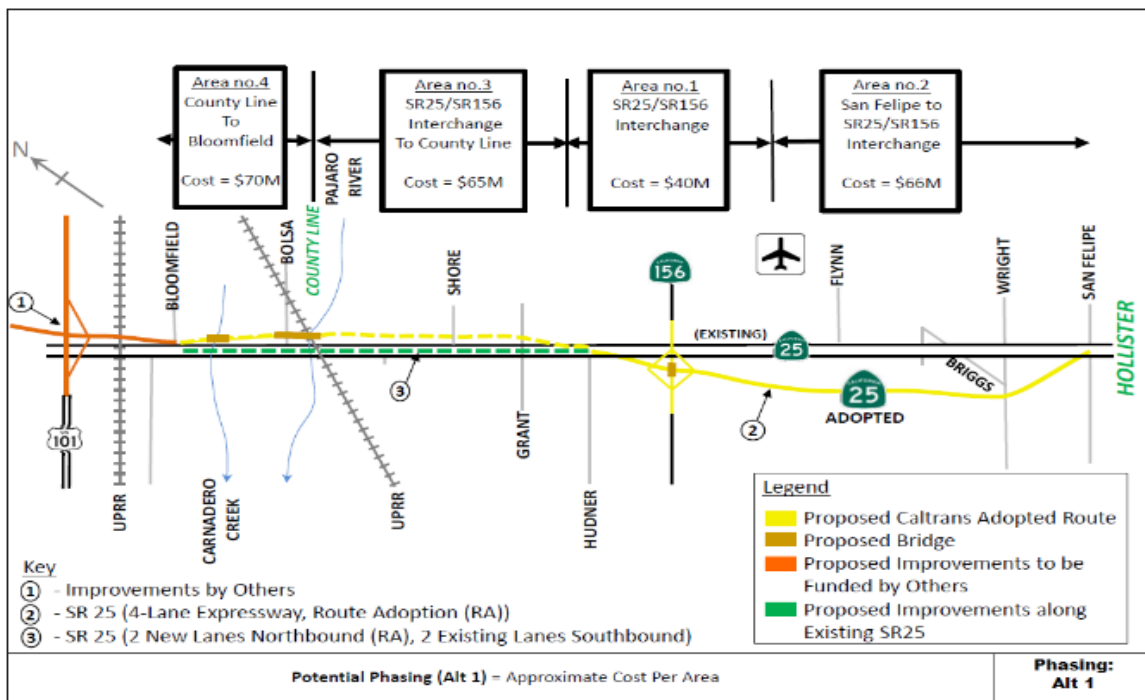 Area no.4
County Line
To
Bloomfield
Cost = $70M
Area no.3
SR25/SR156
Interchange
To County Line
Cost = $65M
Area no.1
SR25/SR156
Interchange
Cost = $40M
Area no.2
San Felipe to
SR25/SR156
Interchange
Cost = $66M
N
BLOOMFIELD
BOLSA
COUNTY LINE
PAJARO
RIVER
SHORE
CALIFORNIA
156
FLYNN
WRIGHT
SAN FELIPE
1
(EXISTING)
CALIFORNIA
25
HOLLISTER
BRIGGS
3
CALIFORNIA
25
ADOPTED
2
101
GRANT
UPRR
CARNADERO
CREEK
UPRR
HUDNER
Legend
Proposed Caltrans Adopted Route
Proposed Bridge
Proposed Improvements to be
Funded by Others
Proposed Improvements along
Existing SR25
Key
1 - Improvements by Others
2 - SR 25 (4-Lane Expressway, Route Adoption (RA))
3 - SR 25 (2 New Lanes Northbound (RA), 2 Existing Lanes Southbound)
Potential Phasing (Alt 1) = Approximate Cost Per Area
Phasing:
Alt 1